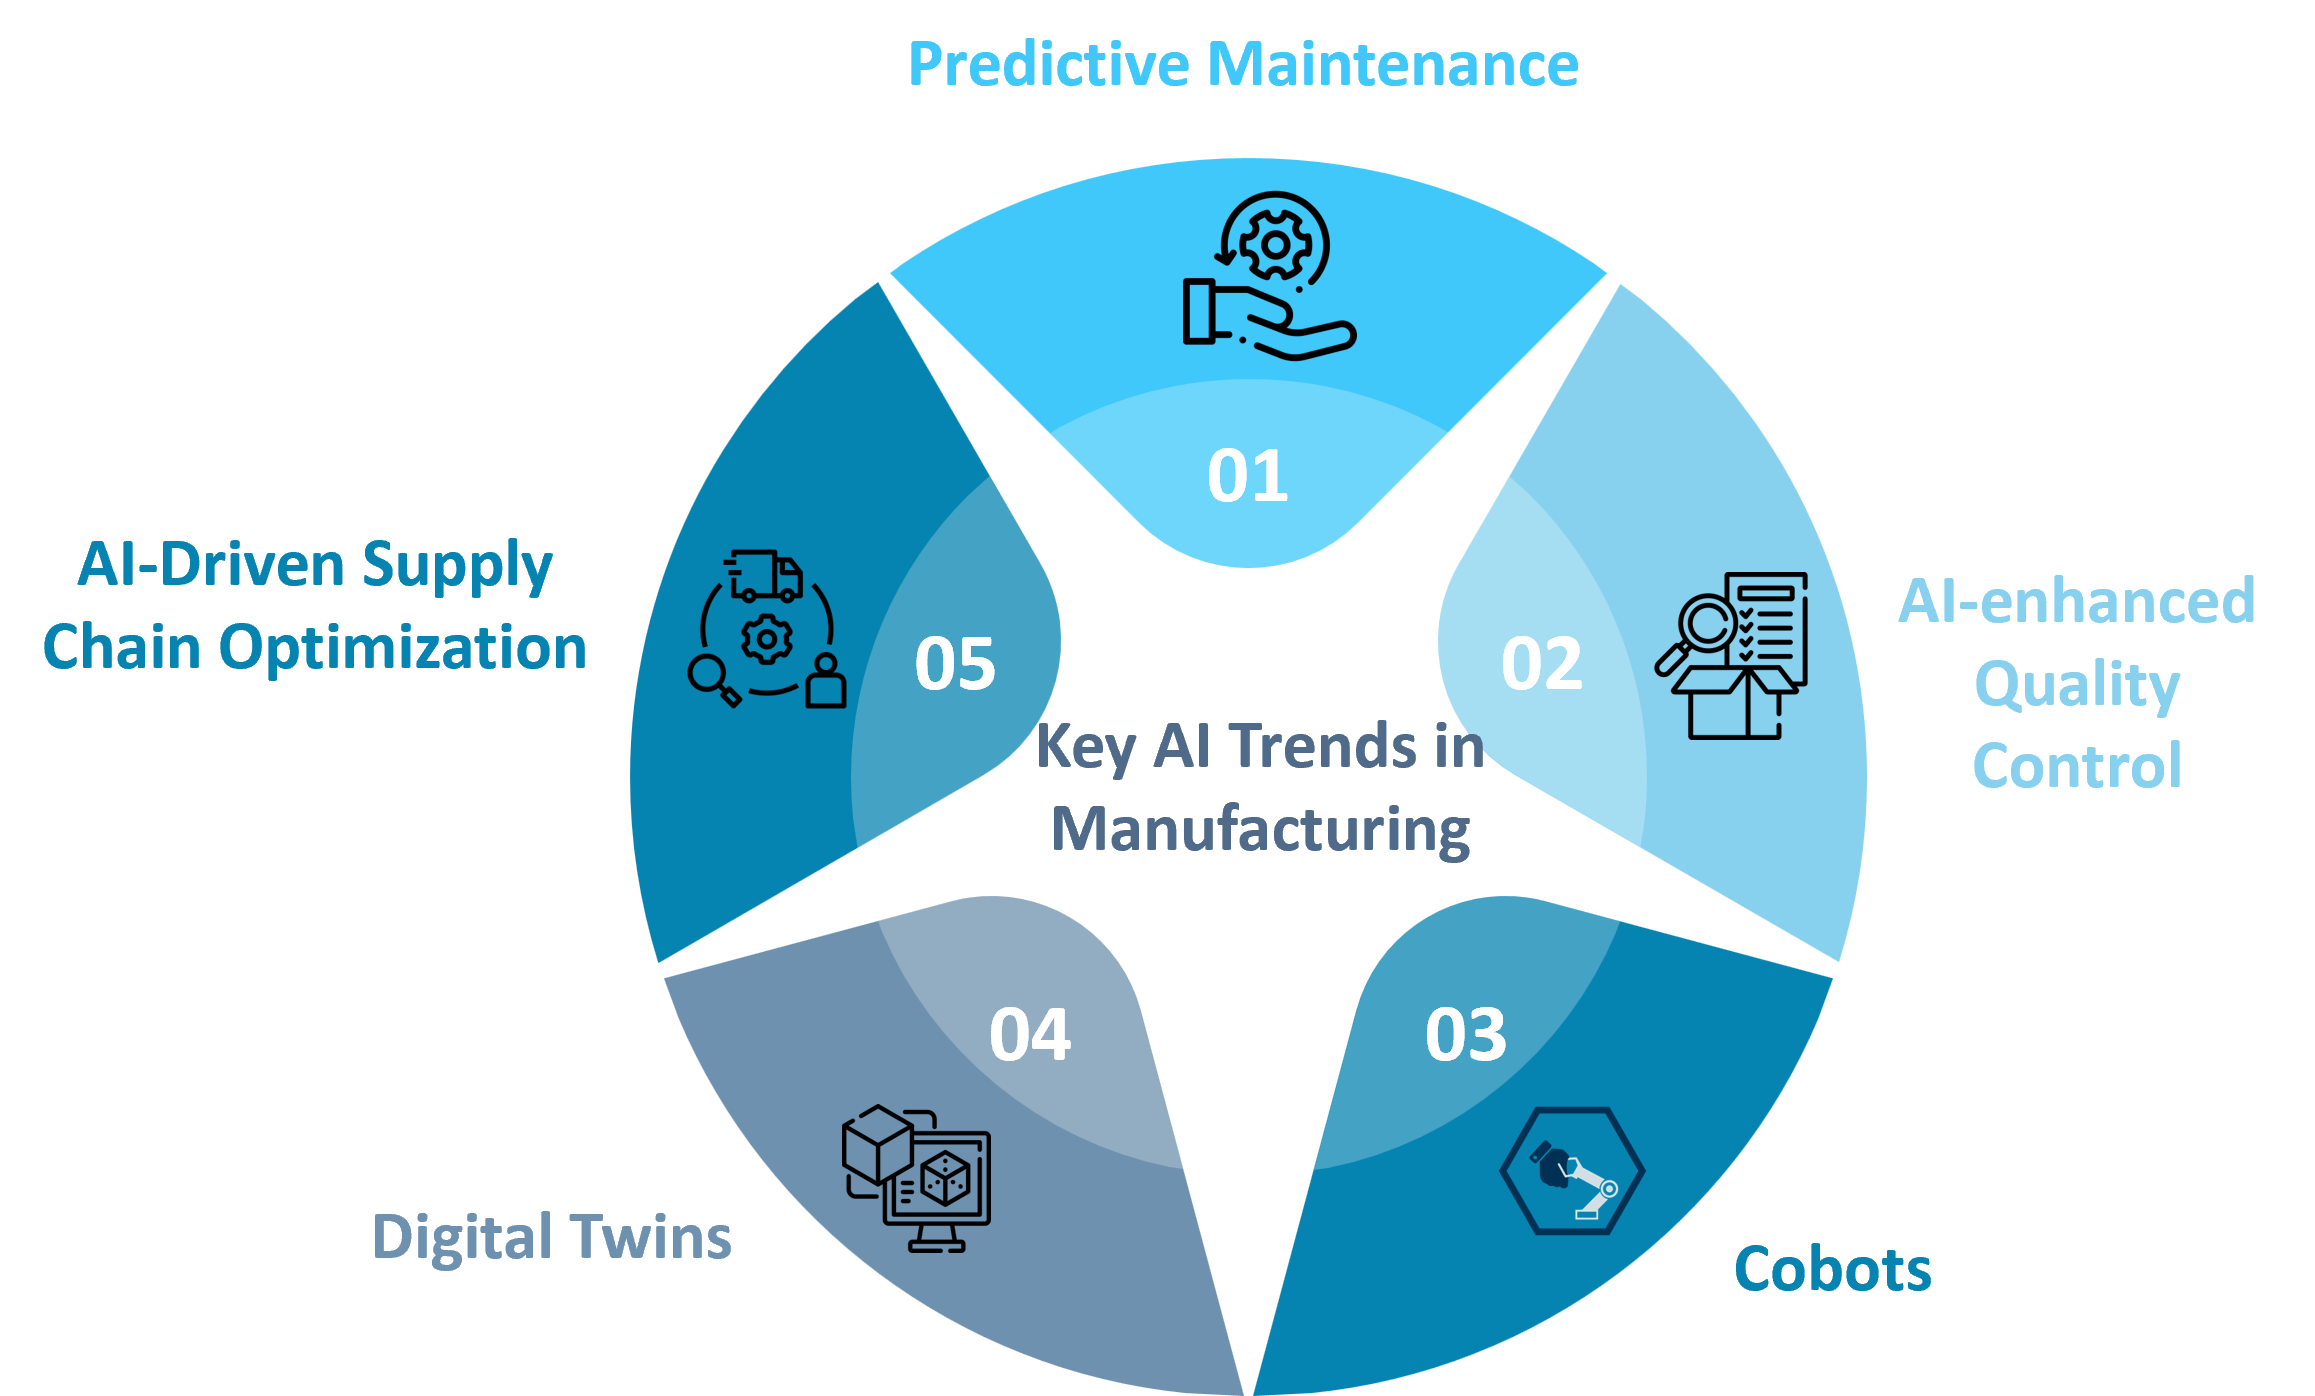 Predictive Maintenance
01
AI-enhanced
Quality
Control
02
Cobots
03
Digital Twins
04
AI-Driven Supply
Chain Optimization
05
Key AI Trends in
Manufacturing